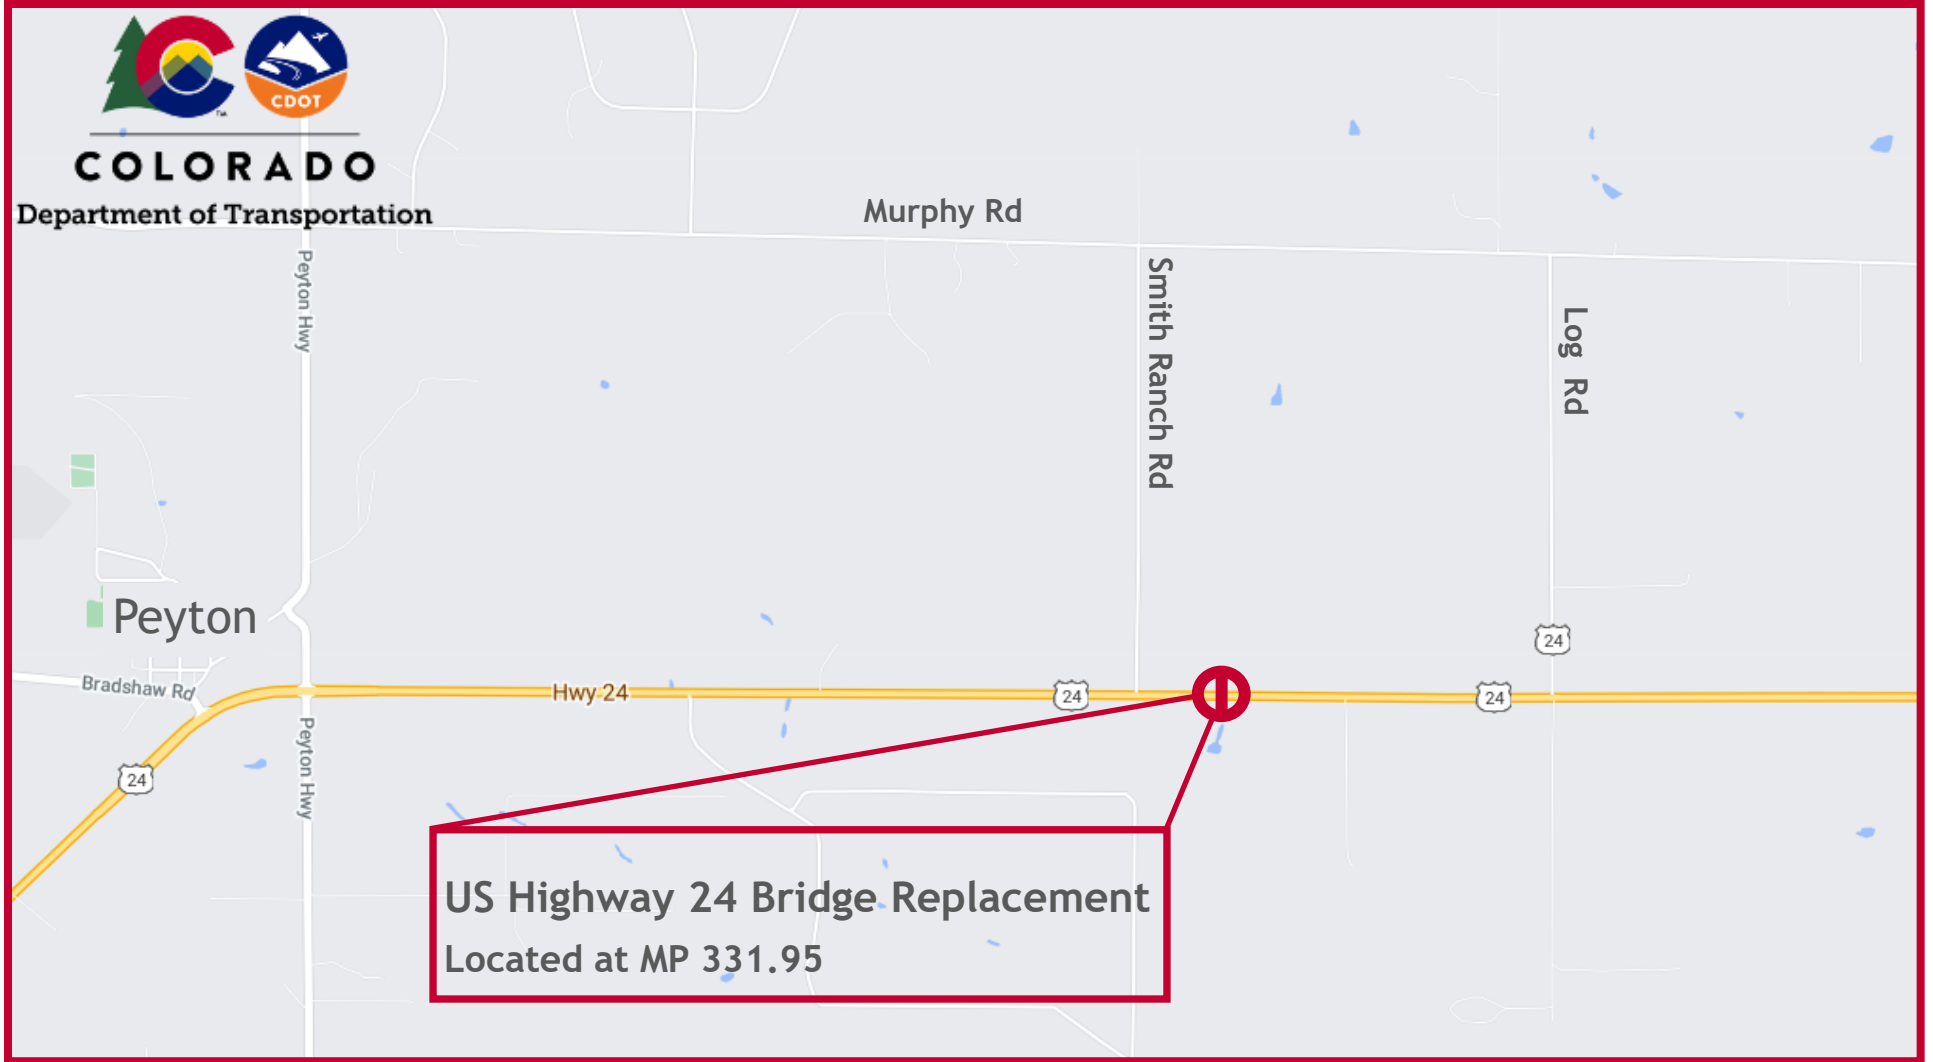 CDOT
COLORADO
Department of Transportation
Murphy Rd
Peyton Hwy
Smith Ranch Rd
Log Rd
Peyton
24
Bradshaw Rd
Hwy 24
24
24
Peyton Hwy
24
US Highway 24 Bridge Replacement
Located at MP 331.95